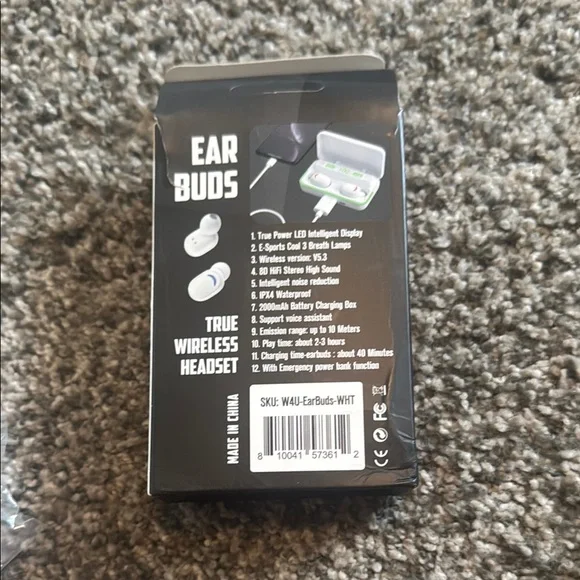 EAR
BUDS
1. True Power LED Intelligent Display
2. E-Sports Cool 3 Breath Lamps
3. Wireless version: V5.3
4. 8D HiFi Stereo High Sound
5. Intelligent noise reduction
6. IPX4 Waterproof
7. 2000mAh Battery Charging Box
8. Support voice assistant
9. Emission range: up to 10 Meters
10. Play time: about 2-3 hours
11. Charging time-earbuds : about 40 Minutes
12. With Emergency power bank function
TRUE
WIRELESS
HEADSET
MADE IN CHINA
SKU: W4U-EarBuds-WHT
8 10041 57361 2
CE FC